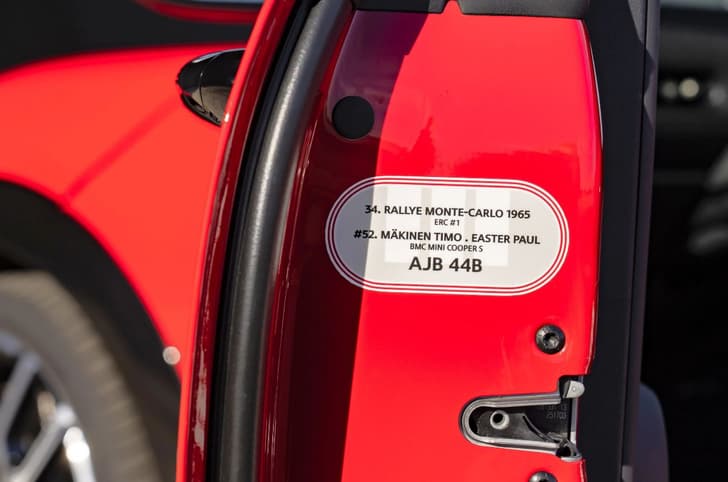 34. RALLYE MONTE-CARLO 1965
ERC #1
#52. MÄKINEN TIMO . EASTER PAUL
BMC MINI COOPER S
AJB 44B